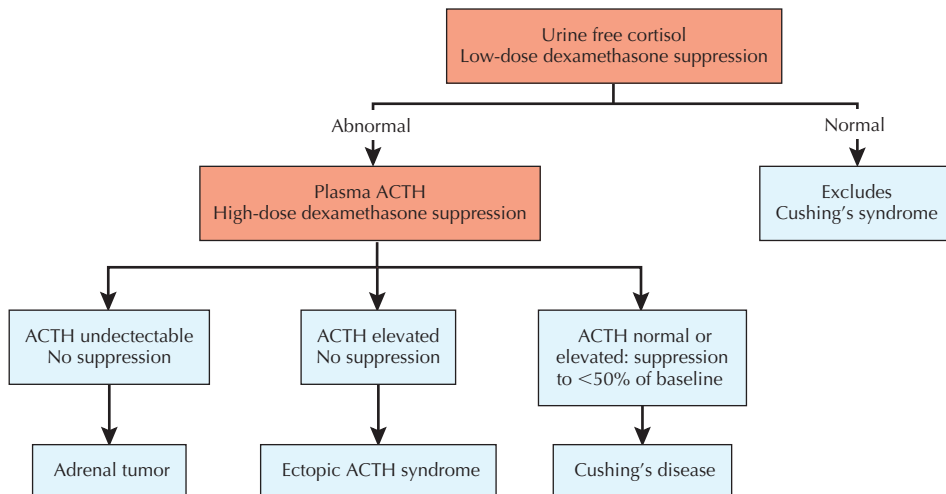 Urine free cortisol
Low-dose dexamethasone suppression
Abnormal
Normal
Plasma ACTH
High-dose dexamethasone suppression
Excludes
Cushing's syndrome
ACTH undectectable
No suppression
ACTH elevated
No suppression
ACTH normal or
elevated: suppression
to <50% of baseline
Adrenal tumor
Ectopic ACTH syndrome
Cushing's disease